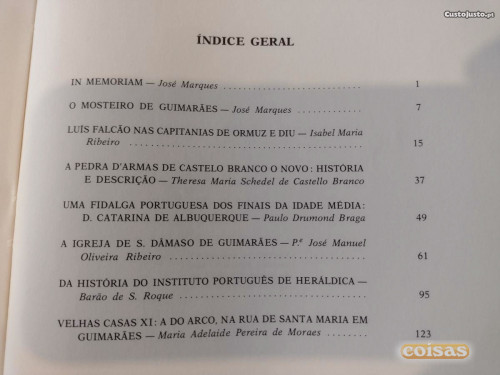 CustoJusto.pt
ÍNDICE GERAL
IN MEMORIAM — José Marques 1
O MOSTEIRO DE GUIMARÃES — José Marques 7
LUÍS FALCÃO NAS CAPITANIAS DE ORMUZ E DIU — Isabel Maria
Ribeiro 15
A PEDRA D'ARMAS DE CASTELO BRANCO O NOVO: HISTÓRIA
E DESCRIÇÃO — Theresa Maria Schedel de Castello Branco 37
UMA FIDALGA PORTUGUESA DOS FINAIS DA IDADE MÉDIA:
D. CATARINA DE ALBUQUERQUE — Paulo Drumond Braga 49
A IGREJA DE S. DÂMASO DE GUIMARÃES — P.e José Manuel
Oliveira Ribeiro 61
DA HISTÓRIA DO INSTITUTO PORTUGUÊS DE HERÁLDICA —
Barão de S. Roque 95
VELHAS CASAS XI: A DO ARCO, NA RUA DE SANTA MARIA EM
GUIMARÃES — Maria Adelaide Pereira de Moraes 123
coisas